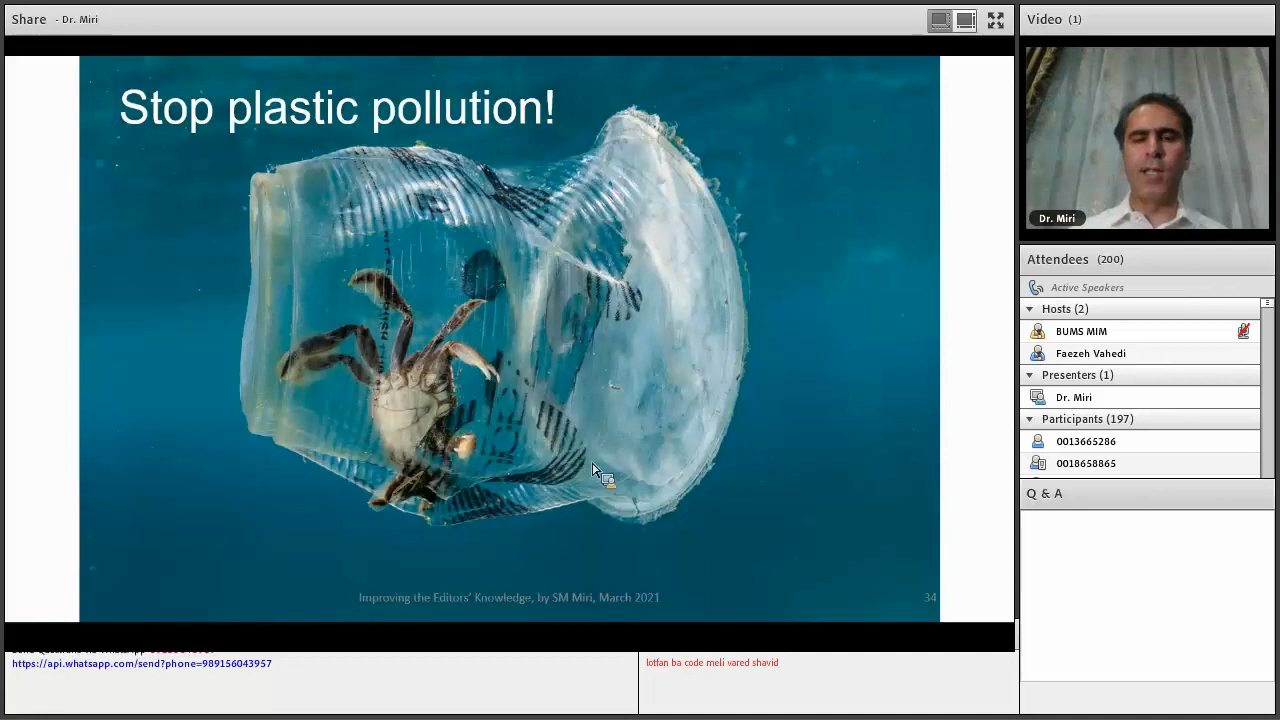 Share - Dr. Miri
Stop plastic pollution!
Improving the Editors' Knowledge, by SM Miri, March 2021
34
https://api.whatsapp.com/send?phone=989156043957
lotfan ba code meli vared shavid
Video (1)
Dr. Miri
Attendees (200)
Active Speakers
Hosts (2)
BUMS MIM
Faezeh Vahedi
Presenters (1)
Dr. Miri
Participants (197)
0013665286
0018658865
Q & A